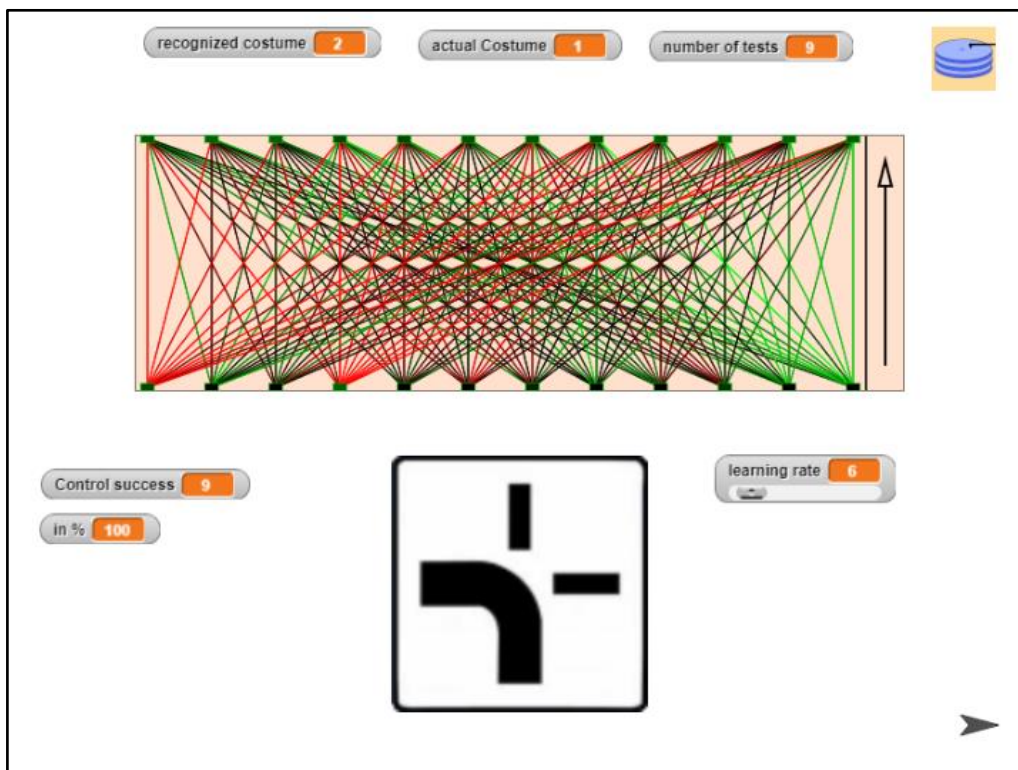 recognized costume 2
actual Costume 1
number of tests 9
Control success 9
learning rate 6
in % 100